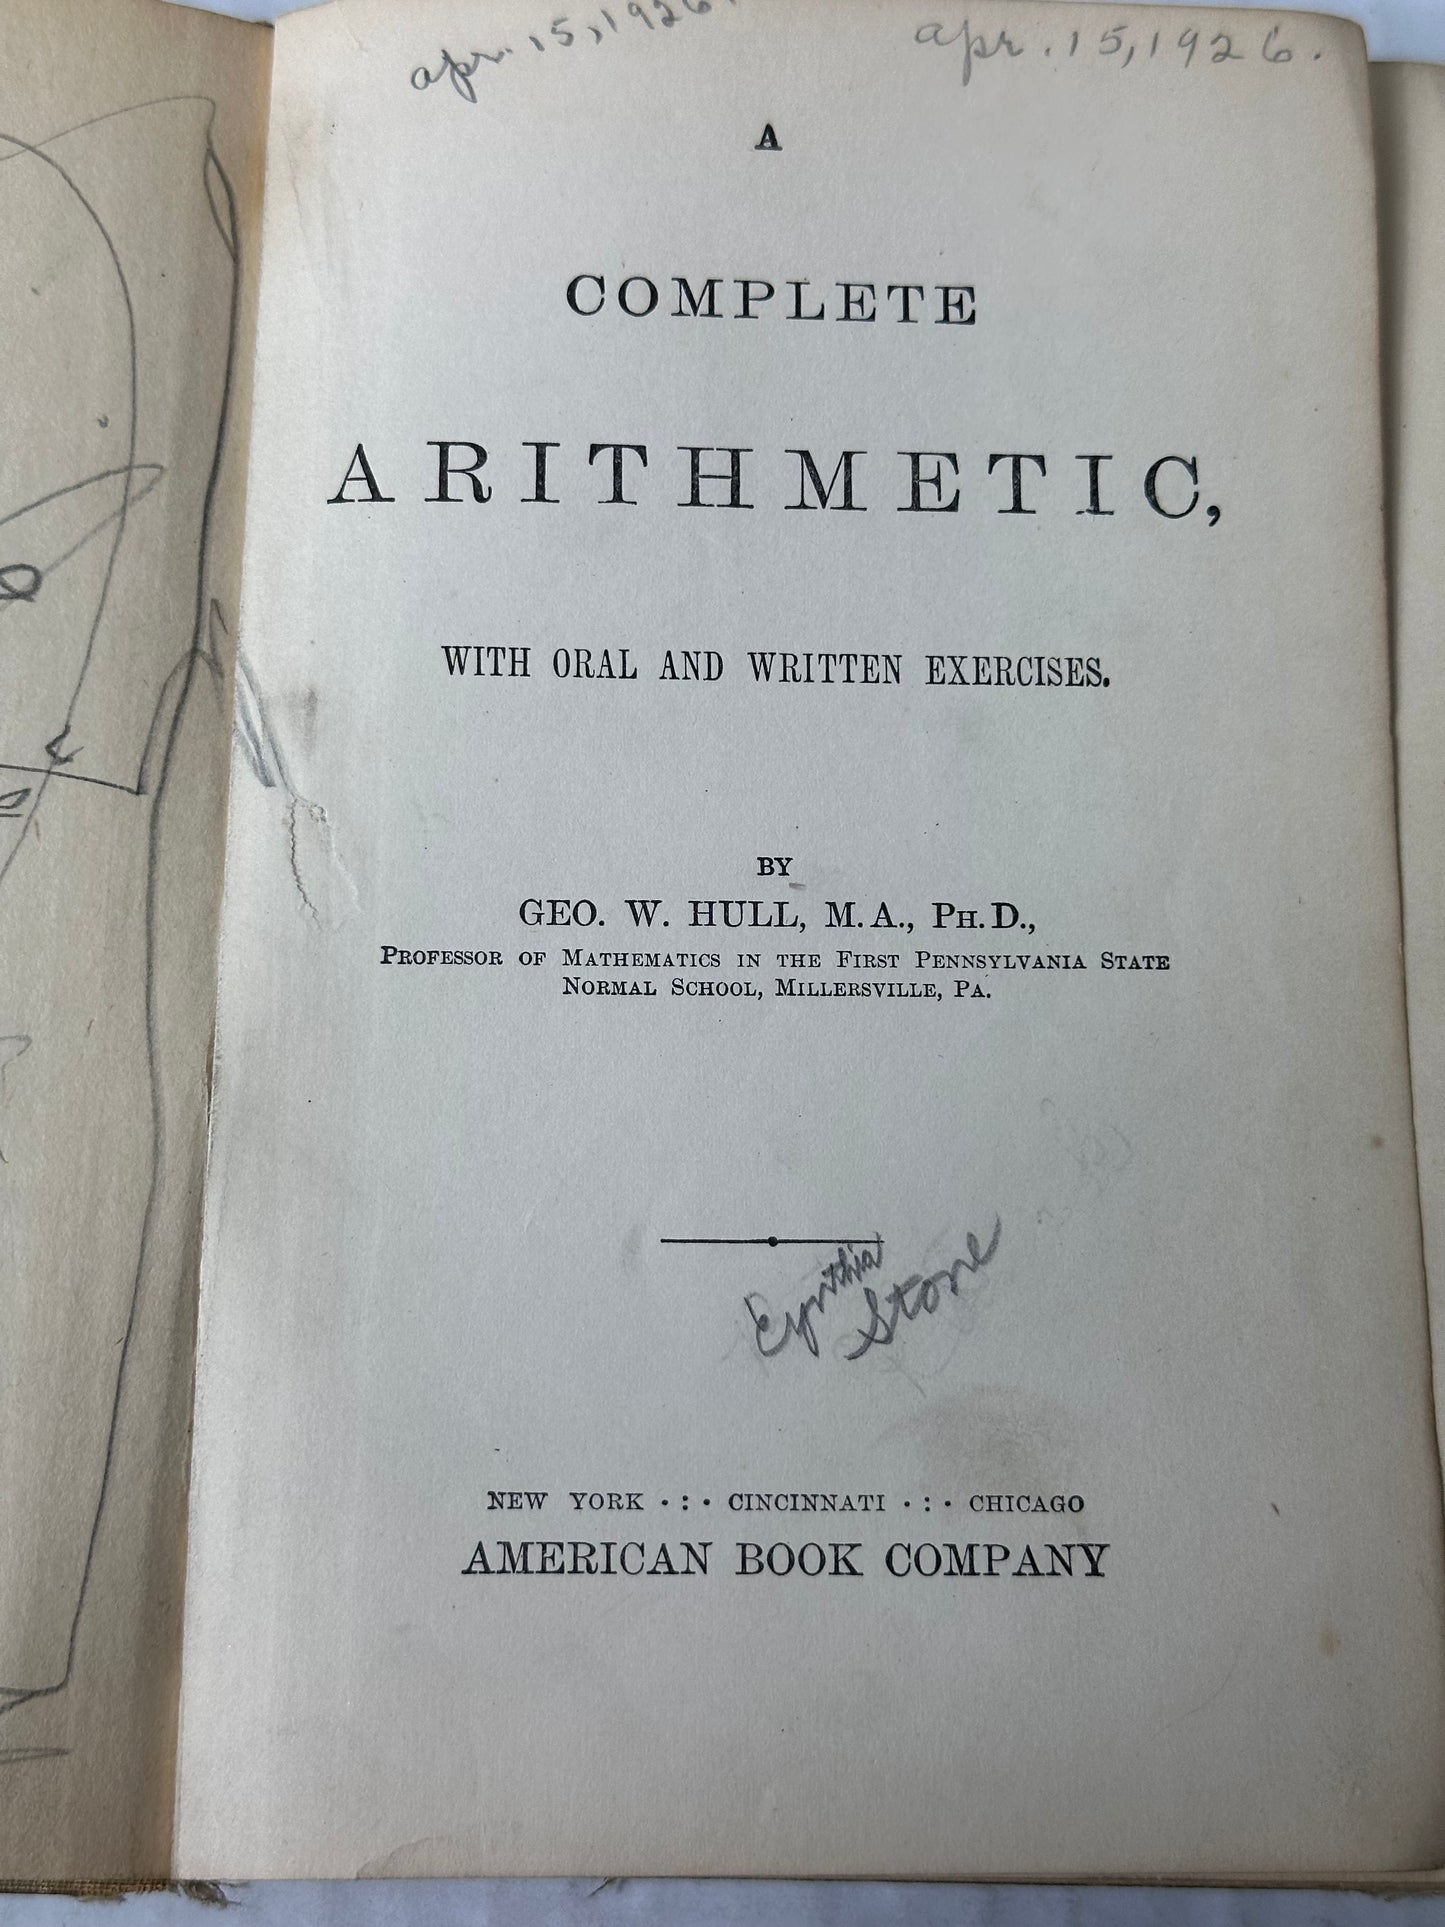 apr. 15, 1926.
apr. 15, 1926.
A
COMPLETE
ARITHMETIC,
WITH ORAL AND WRITTEN EXERCISES.
BY
GEO. W. HULL, M.A., PH.D.,
PROFESSOR OF MATHEMATICS IN THE FIRST PENNSYLVANIA STATE
NORMAL SCHOOL, MILLERSVILLE, PA.
Cynthia
Stone
NEW YORK · : · CINCINNATI · : · CHICAGO
AMERICAN BOOK COMPANY